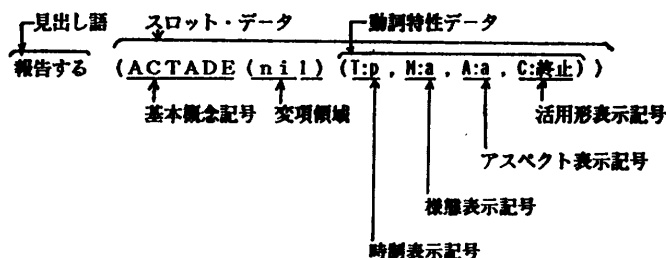 見出し語 スロット・データ
動詞特性データ
報告する (ACTADE (nil) (T:p, M:a, A:a, C:終止))
基本概念記号 変項領域 活用形表示記号
アスペクト表示記号
様態表示記号
時制表示記号